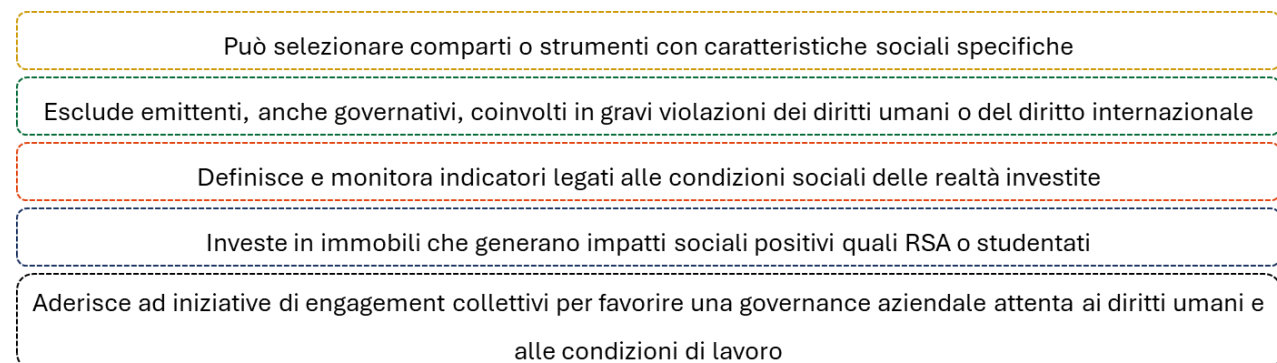 Può selezionare comparti o strumenti con caratteristiche sociali specifiche
Esclude emittenti, anche governativi, coinvolti in gravi violazioni dei diritti umani o del diritto internazionale
Definisce e monitora indicatori legati alle condizioni sociali delle realtà investite
Investe in immobili che generano impatti sociali positivi quali RSA o studentati
Aderisce ad iniziative di engagement collettivi per favorire una governance aziendale attenta ai diritti umani e
alle condizioni di lavoro